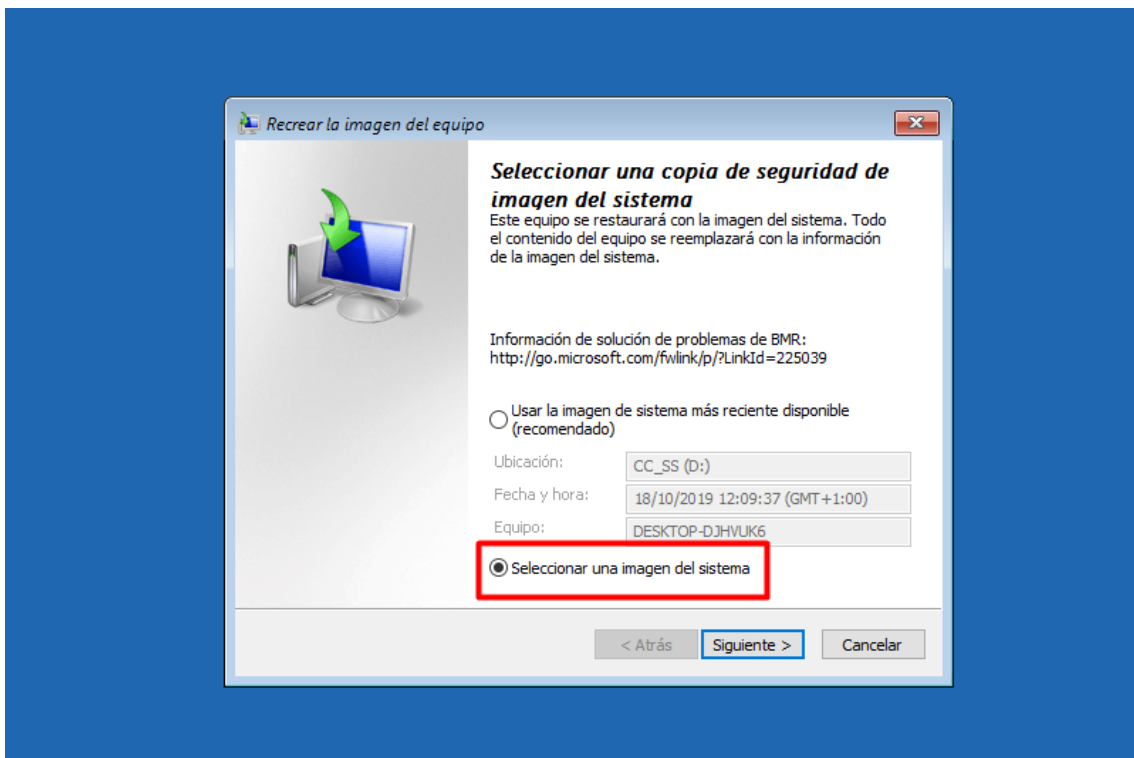 Recrear la imagen del equipo
Seleccionar una copia de seguridad de
imagen del sistema
Este equipo se restaurará con la imagen del sistema. Todo
el contenido del equipo se reemplazará con la información
de la imagen del sistema.
Información de solución de problemas de BMR:
http://go.microsoft.com/fwlink/p/?LinkId=225039
Usar la imagen de sistema más reciente disponible
(recomendado)
Ubicación: CC_SS (D:)
Fecha y hora: 18/10/2019 12:09:37 (GMT+1:00)
Equipo: DESKTOP-DJHVUK6
Seleccionar una imagen del sistema
< Atrás Siguiente > Cancelar